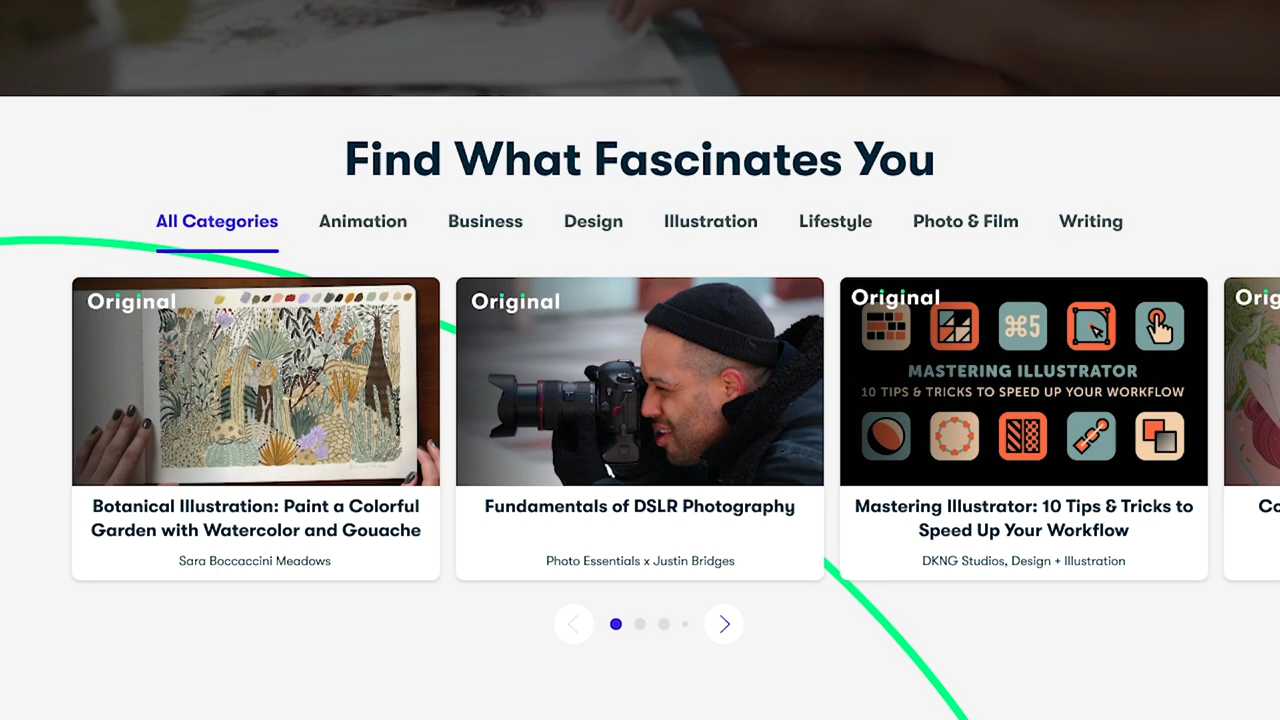 Find What Fascinates You
All Categories Animation Business Design Illustration Lifestyle Photo & Film Writing
Original
Botanical Illustration: Paint a Colorful
Garden with Watercolor and Gouache
Sara Boccaccini Meadows
Original
Fundamentals of DSLR Photography
Photo Essentials x Justin Bridges
Original
⌘5
MASTERING ILLUSTRATOR
10 TIPS & TRICKS TO SPEED UP YOUR WORKFLOW
Mastering Illustrator: 10 Tips & Tricks to
Speed Up Your Workflow
DKNG Studios, Design + Illustration
Orig
Co